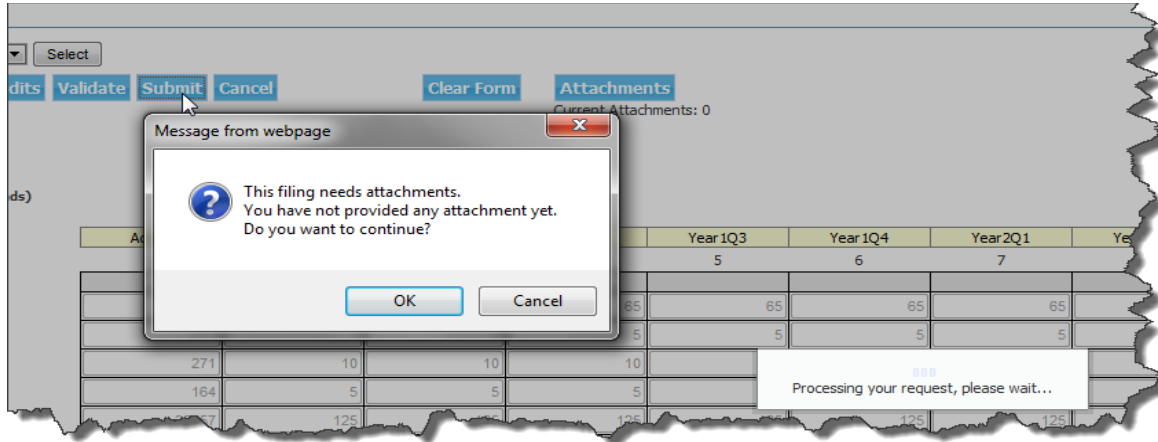 Select
dits Validate Submit Cancel Clear Form Attachments
Current Attachments: 0
Message from webpage
This filing needs attachments.
You have not provided any attachment yet.
Do you want to continue?
OK Cancel
ds)
Year1Q3 Year1Q4 Year2Q1
5 6 7
65 65 65 65
5 5 5 5
271 10 10 10
164 5 5 5
Processing your request, please wait...
125 125 125 125